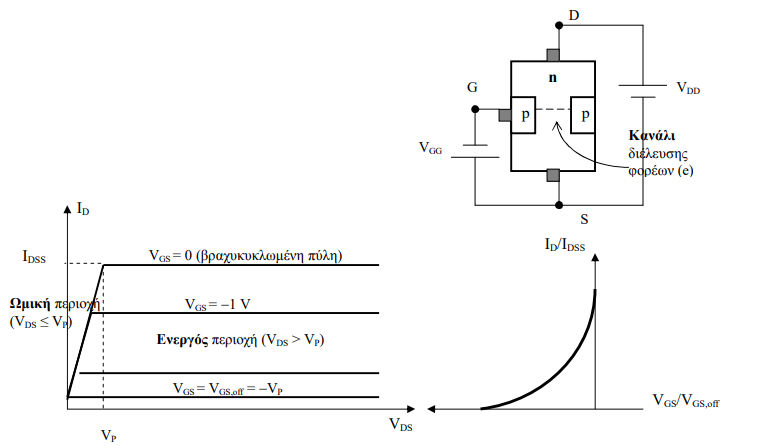 D
n
G
V_DD
p
p
V_GG
Κανάλι
διέλευσης
φορέων (e)
S
I_D
I_D/I_DSS
I_DSS
V_GS = 0 (βραχυκυκλωμένη πύλη)
V_GS = –1 V
Ωμική περιοχή
(V_DS ≤ V_P)
Ενεργός περιοχή (V_DS > V_P)
V_GS = V_GS,off = –V_P
V_GS/V_GS,off
V_DS
V_P